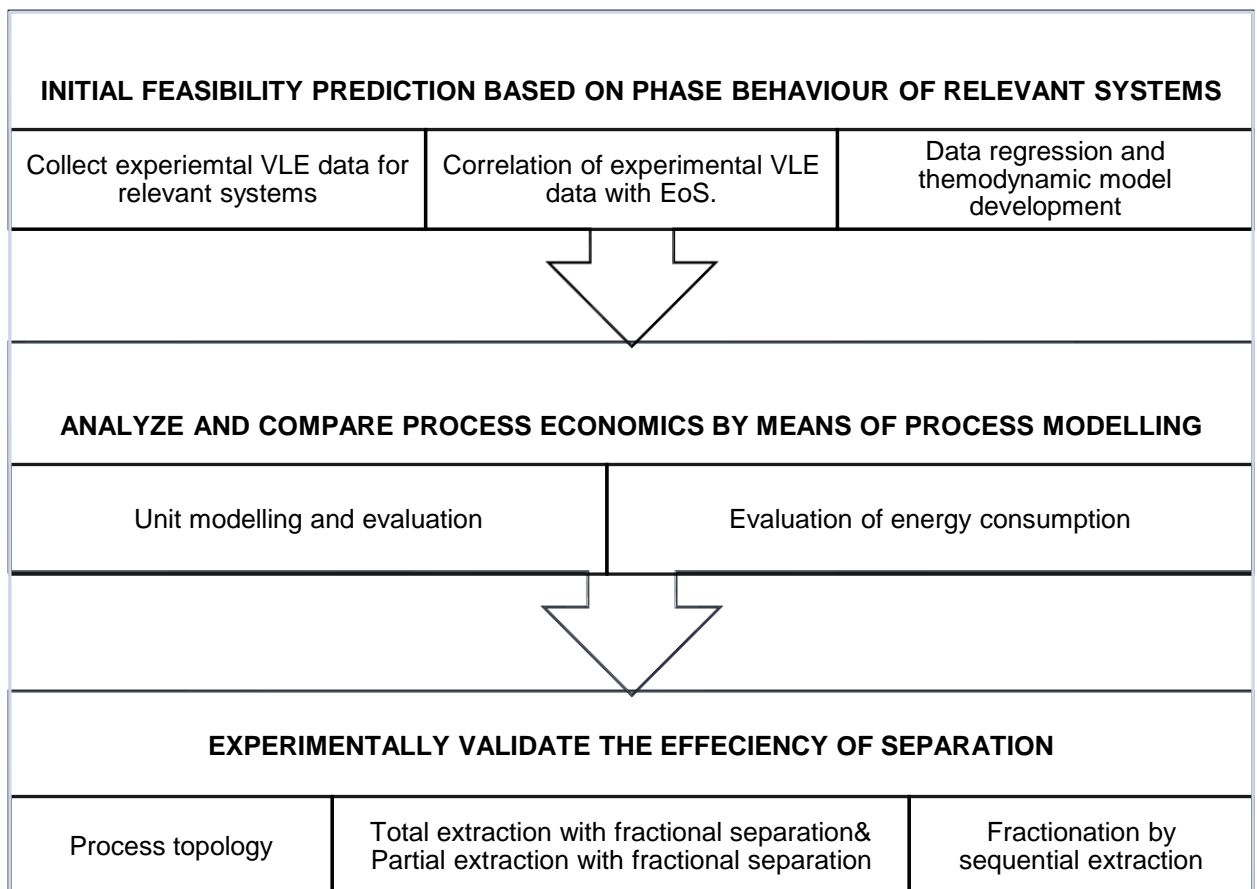 INITIAL FEASIBILITY PREDICTION BASED ON PHASE BEHAVIOUR OF RELEVANT SYSTEMS
Collect experiemtal VLE data for
relevant systems
Correlation of experimental VLE
data with EoS.
Data regression and
themodynamic model
development
ANALYZE AND COMPARE PROCESS ECONOMICS BY MEANS OF PROCESS MODELLING
Unit modelling and evaluation
Evaluation of energy consumption
EXPERIMENTALLY VALIDATE THE EFFECIENCY OF SEPARATION
Process topology
Total extraction with fractional separation&
Partial extraction with fractional separation
Fractionation by
sequential extraction